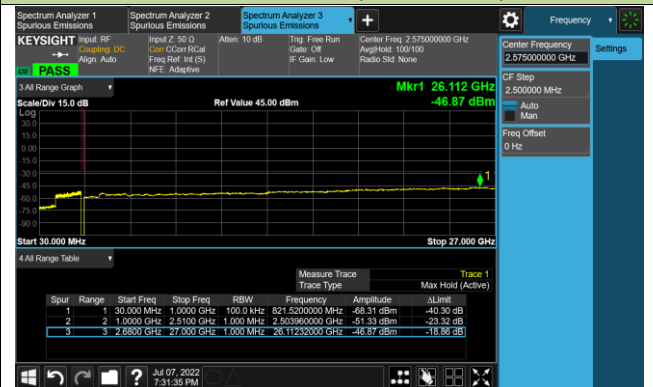 Spectrum Analyzer 1 Spectrum Analyzer 2 Spectrum Analyzer 3 Frequency
Spurious Emissions Spurious Emissions Spurious Emissions
KEYSIGHT Input: RF Input Z: 50 Ω Atten: 10 dB Trig: Free Run Center Freq: 2.575000000 GHz
Coupling: DC Corr CCorr RCal Gate: Off Avg|Hold: 100/100
Align: Auto Freq Ref: Int (S) IF Gain: Low Radio Std: None
NFE: Adaptive
PASS
Center Frequency Settings
2.575000000 GHz
CF Step
2.500000 MHz
Auto
Man
Freq Offset
0 Hz
3 All Range Graph Mkr1 26.112 GHz
Scale/Div 15.0 dB Ref Value 45.00 dBm -46.87 dBm
Log
30.0
15.0
0.00
-15.0
-30.0
-45.0
-60.0
-75.0
-90.0
1
Start 30.000 MHz Stop 27.000 GHz
4 All Range Table
Measure Trace Trace 1
Trace Type Max Hold (Active)
Spur Range Start Freq Stop Freq RBW Frequency Amplitude ΔLimit
1 1 30.000 MHz 1.0000 GHz 100.0 kHz 821.5200000 MHz -68.31 dBm -40.30 dB
2 2 1.0000 GHz 2.5100 GHz 1.000 MHz 2.503960000 GHz -51.33 dBm -23.32 dB
3 3 2.6800 GHz 27.000 GHz 1.000 MHz 26.11232000 GHz -46.87 dBm -18.86 dB
Jul 07, 2022
7:31:35 PM